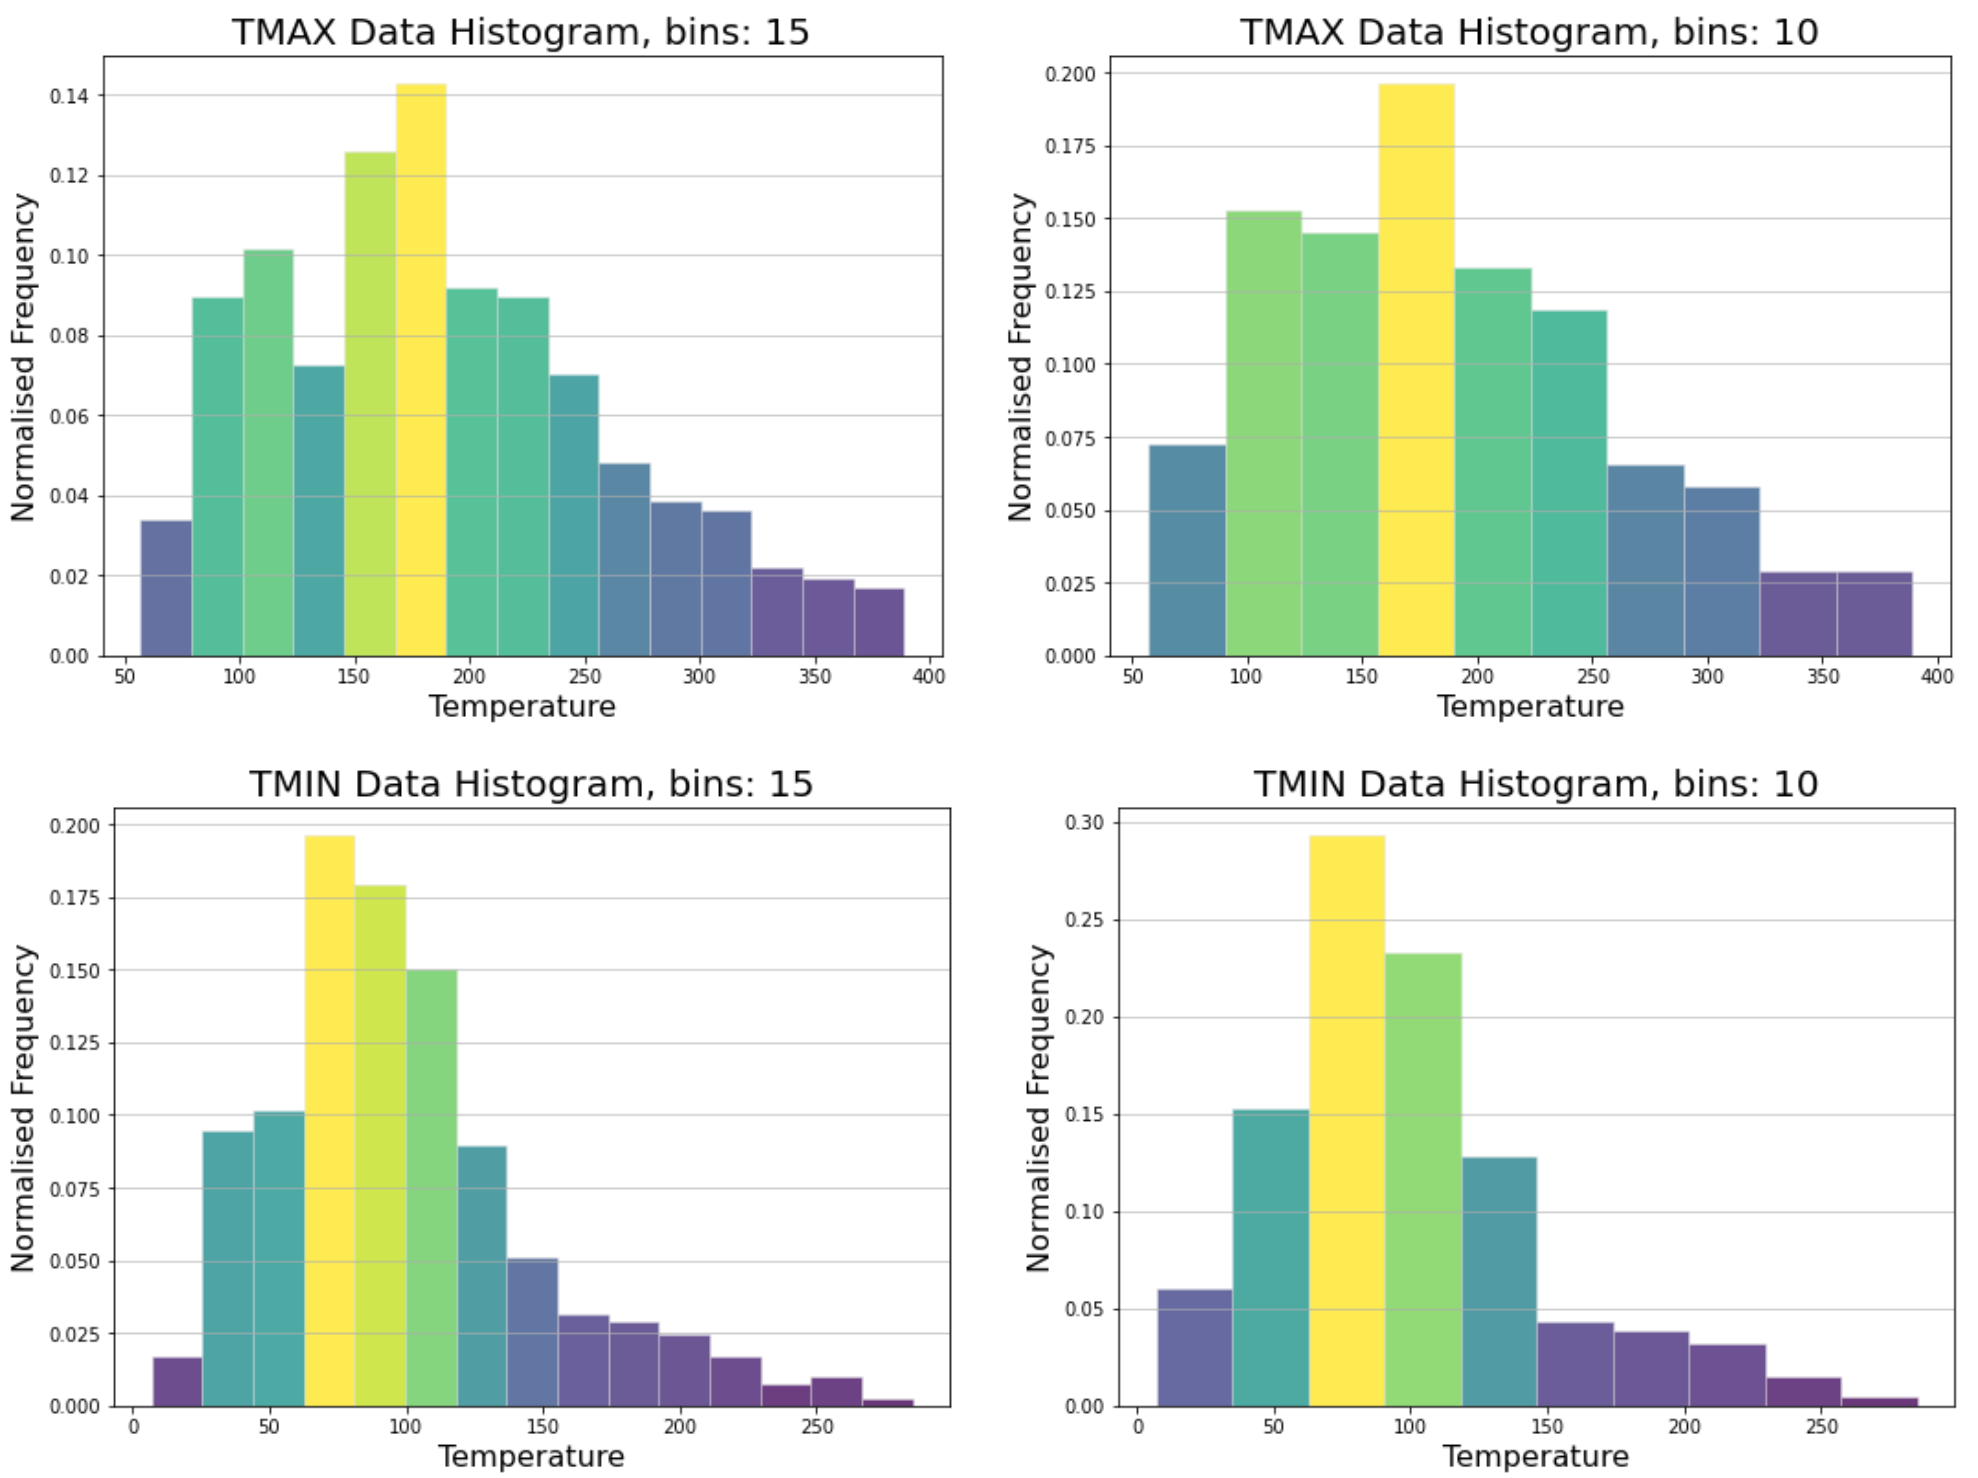 TMAX Data Histogram, bins: 15
0.14
0.12
0.10
0.08
0.06
0.04
0.02
0.00
Normalised Frequency
50 100 150 200 250 300 350 400
Temperature
TMAX Data Histogram, bins: 10
0.200
0.175
0.150
0.125
0.100
0.075
0.050
0.025
0.000
Normalised Frequency
50 100 150 200 250 300 350 400
Temperature
TMIN Data Histogram, bins: 15
0.200
0.175
0.150
0.125
0.100
0.075
0.050
0.025
0.000
Normalised Frequency
0 50 100 150 200 250
Temperature
TMIN Data Histogram, bins: 10
0.30
0.25
0.20
0.15
0.10
0.05
0.00
Normalised Frequency
0 50 100 150 200 250
Temperature